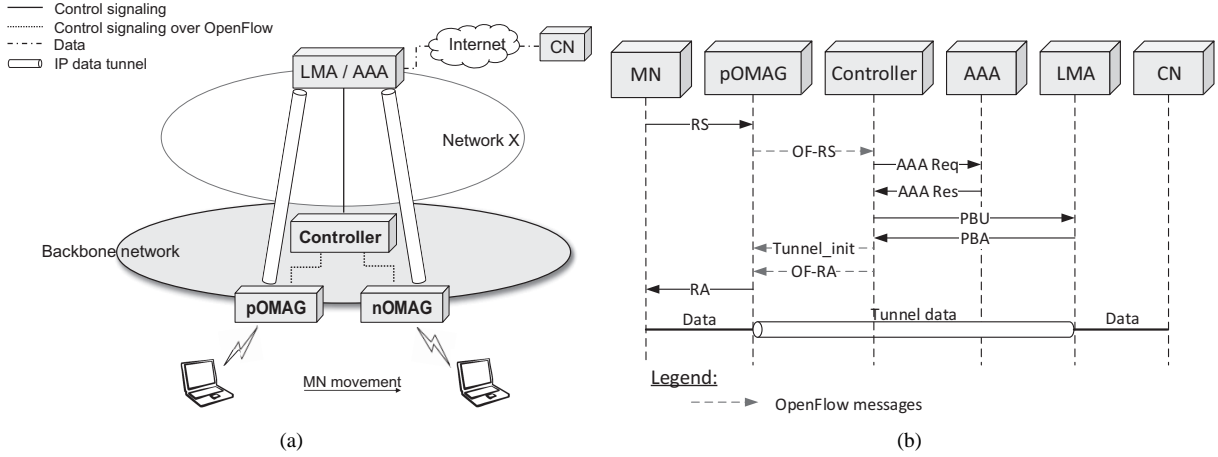 Control signaling
Control signaling over OpenFlow
Data
IP data tunnel
Internet
CN
LMA / AAA
Network X
Controller
Backbone network
pOMAG
nOMAG
MN movement
(a)
MN
pOMAG
Controller
AAA
LMA
CN
RS
OF-RS
AAA Req
AAA Res
PBU
PBA
Tunnel_init
OF-RA
RA
Data
Tunnel data
Data
Legend:
OpenFlow messages
(b)